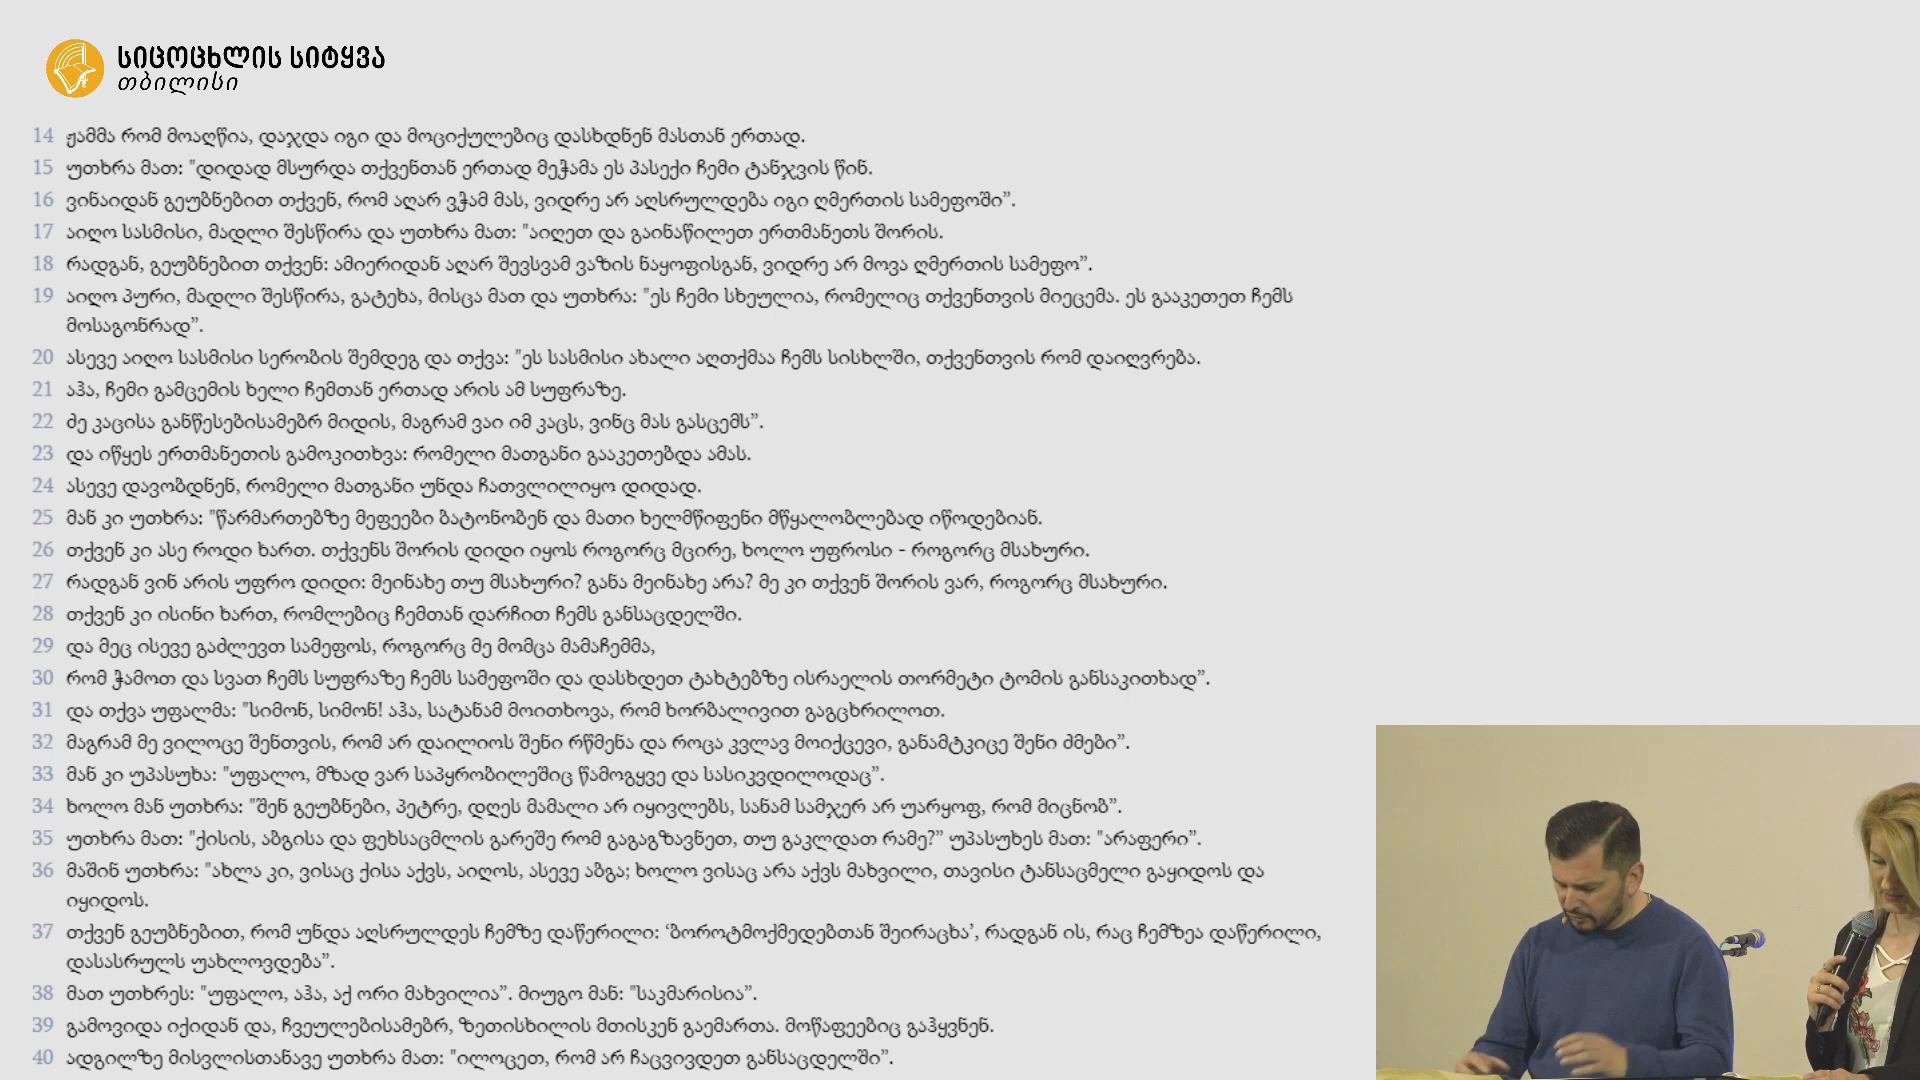 სიცოცხლის სიტყვა
თბილისი
14 ჟამმა რომ მოაღწია, დაჯდა იგი და მოციქულებიც დასხდნენ მასთან ერთად.
15 უთხრა მათ: "დიდად მსურდა თქვენთან ერთად მეჭამა ეს პასექი ჩემი ტანჯვის წინ.
16 ვინაიდან გეუბნებით თქვენ, რომ აღარ ვჭამ მას, ვიდრე არ აღსრულდება იგი ღმერთის სამეფოში”.
17 აიღო სასმისი, მადლი შესწირა და უთხრა მათ: "აიღეთ და გაინაწილეთ ერთმანეთს შორის.
18 რადგან, გეუბნებით თქვენ: ამიერიდან აღარ შევსვამ ვაზის ნაყოფისგან, ვიდრე არ მოვა ღმერთის სამეფო”.
19 აიღო პური, მადლი შესწირა, გატეხა, მისცა მათ და უთხრა: "ეს ჩემი სხეულია, რომელიც თქვენთვის მიეცემა. ეს გააკეთეთ ჩემს
მოსაგონრად”.
20 ასევე აიღო სასმისი სერობის შემდეგ და თქვა: "ეს სასმისი ახალი აღთქმაა ჩემს სისხლში, თქვენთვის რომ დაიღვრება.
21 აჰა, ჩემი გამცემის ხელი ჩემთან ერთად არის ამ სუფრაზე.
22 ძე კაცისა განწესებისამებრ მიდის, მაგრამ ვაი იმ კაცს, ვინც მას გასცემს”.
23 და იწყეს ერთმანეთის გამოკითხვა: რომელი მათგანი გააკეთებდა ამას.
24 ასევე დავობდნენ, რომელი მათგანი უნდა ჩათვლილიყო დიდად.
25 მან კი უთხრა: "წარმართებზე მეფეები ბატონობენ და მათი ხელმწიფენი მწყალობლებად იწოდებიან.
26 თქვენ კი ასე როდი ხართ. თქვენს შორის დიდი იყოს როგორც მცირე, ხოლო უფროსი - როგორც მსახური.
27 რადგან ვინ არის უფრო დიდი: მეინახე თუ მსახური? განა მეინახე არა? მე კი თქვენ შორის ვარ, როგორც მსახური.
28 თქვენ კი ისინი ხართ, რომლებიც ჩემთან დარჩით ჩემს განსაცდელში.
29 და მეც ისევე გაძლევთ სამეფოს, როგორც მე მომცა მამაჩემმა,
30 რომ ჭამოთ და სვათ ჩემს სუფრაზე ჩემს სამეფოში და დასხდეთ ტახტებზე ისრაელის თორმეტი ტომის განსაკითხად”.
31 და თქვა უფალმა: "სიმონ, სიმონ! აჰა, სატანამ მოითხოვა, რომ ხორბალივით გაგცხრილოთ.
32 მაგრამ მე ვილოცე შენთვის, რომ არ დაილიოს შენი რწმენა და როცა კვლავ მოიქცევი, განამტკიცე შენი ძმები”.
33 მან კი უპასუხა: "უფალო, მზად ვარ საპყრობილეშიც წამოგყვე და სასიკვდილოდაც”.
34 ხოლო მან უთხრა: "შენ გეუბნები, პეტრე, დღეს მამალი არ იყივლებს, სანამ სამჯერ არ უარყოფ, რომ მიცნობ”.
35 უთხრა მათ: "ქისის, აბგისა და ფეხსაცმლის გარეშე რომ გაგაგზავნეთ, თუ გაკლდათ რამე?” უპასუხეს მათ: "არაფერი”.
36 მაშინ უთხრა: "ახლა კი, ვისაც ქისა აქვს, აიღოს, ასევე აბგა; ხოლო ვისაც არა აქვს მახვილი, თავისი ტანსაცმელი გაყიდოს და
იყიდოს.
37 თქვენ გეუბნებით, რომ უნდა აღსრულდეს ჩემზე დაწერილი: ‘ბოროტმოქმედებთან შეირაცხა’, რადგან ის, რაც ჩემზეა დაწერილი,
დასასრულს უახლოვდება”.
38 მათ უთხრეს: "უფალო, აჰა, აქ ორი მახვილია”. მიუგო მან: "საკმარისია”.
39 გამოვიდა იქიდან და, ჩვეულებისამებრ, ზეთისხილის მთისკენ გაემართა. მოწაფეებიც გაჰყვნენ.
40 ადგილზე მისვლისთანავე უთხრა მათ: "ილოცეთ, რომ არ ჩაცვივდეთ განსაცდელში”.